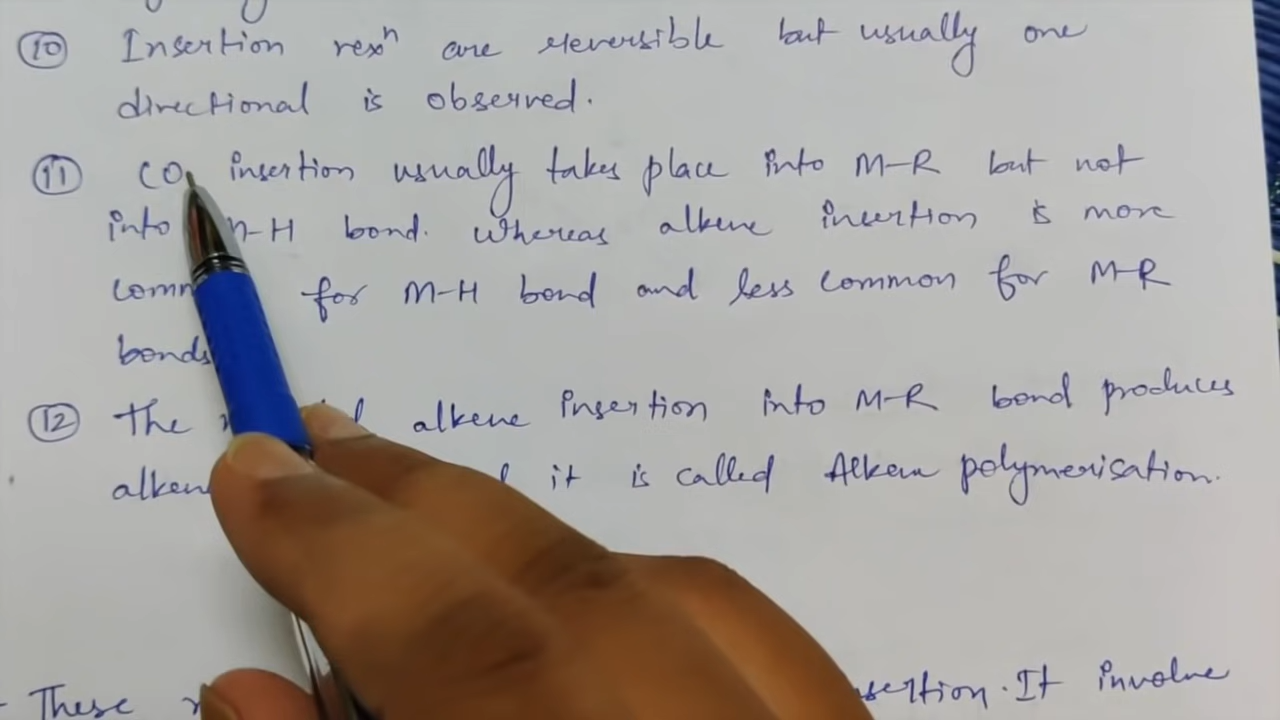 ⑩ Insertion rexⁿ are reversible but usually one
directional is observed.
⑪ CO insertion usually takes place into M-R but not
into M-H bond. Whereas alkene insertion is more
for M-H bond and less common for M-R
bonds
⑫ The alkene insertion into M-R bond produces
it is called Alkene polymerisation.
These insertion. It involve